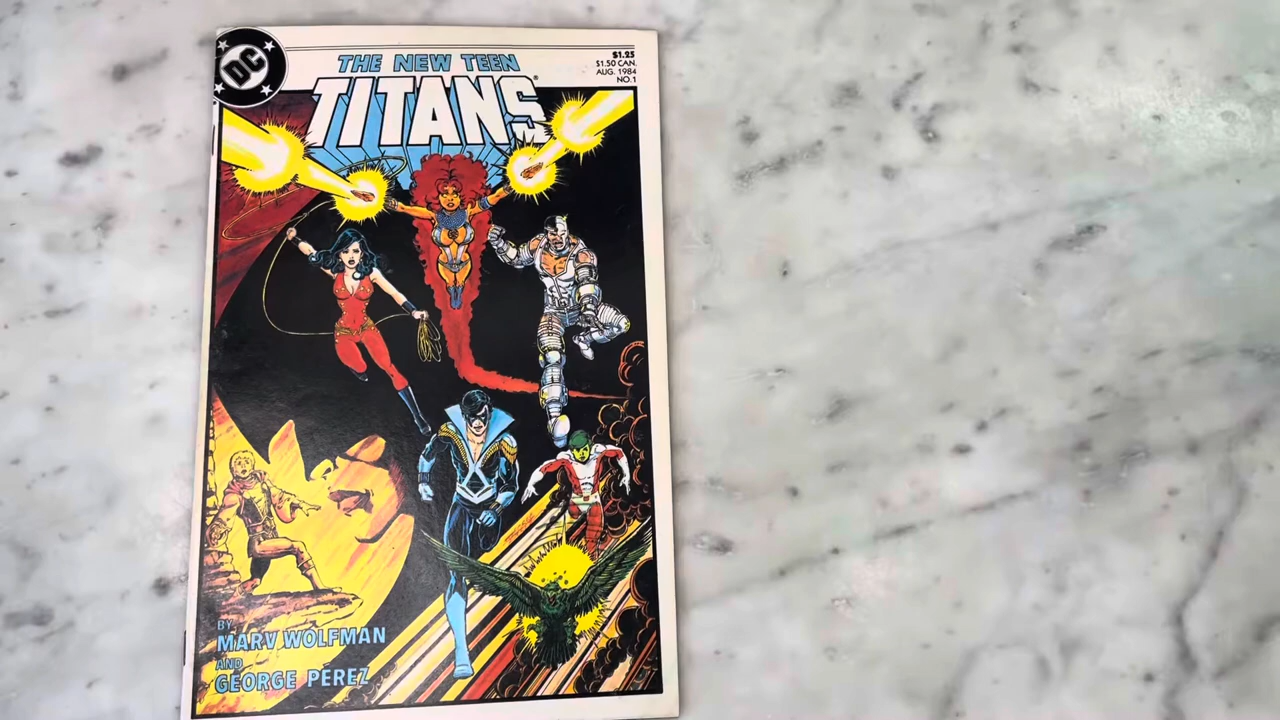 DC
THE NEW TEEN
TITANS®
$1.25
$1.50 CAN.
AUG. 1984
NO.1
BY
MARV WOLFMAN
AND
GEORGE PÉREZ